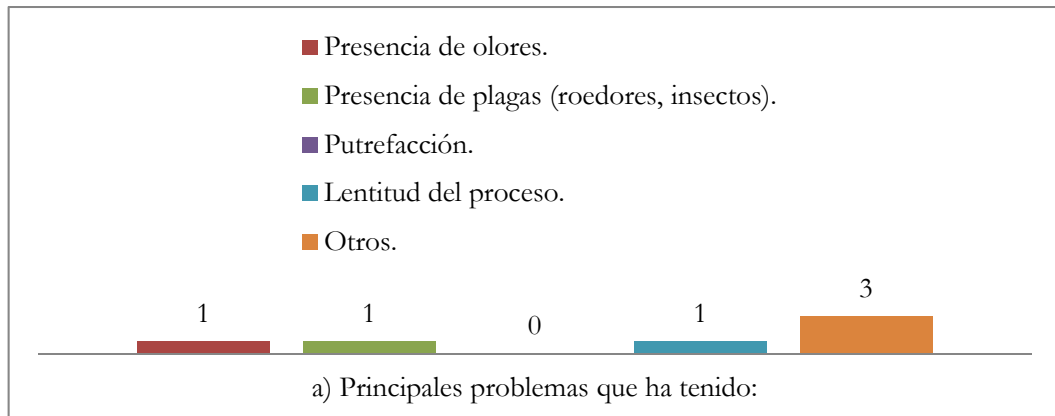 Presencia de olores.
Presencia de plagas (roedores, insectos).
Putrefacción.
Lentitud del proceso.
Otros.
1 1 0 1 3
a) Principales problemas que ha tenido: